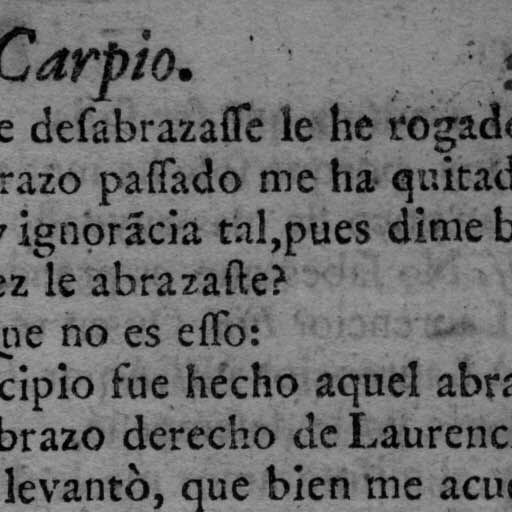 Carpio.
e deſabrazaſſe le he rogado
razo paſſado me ha quitad
y ignorãcia tal, pues dime b
ez le abrazaſte?
que no es eſſo:
cipio fue hecho aquel abra
brazo derecho de Laurenc
levantò, que bien me acue